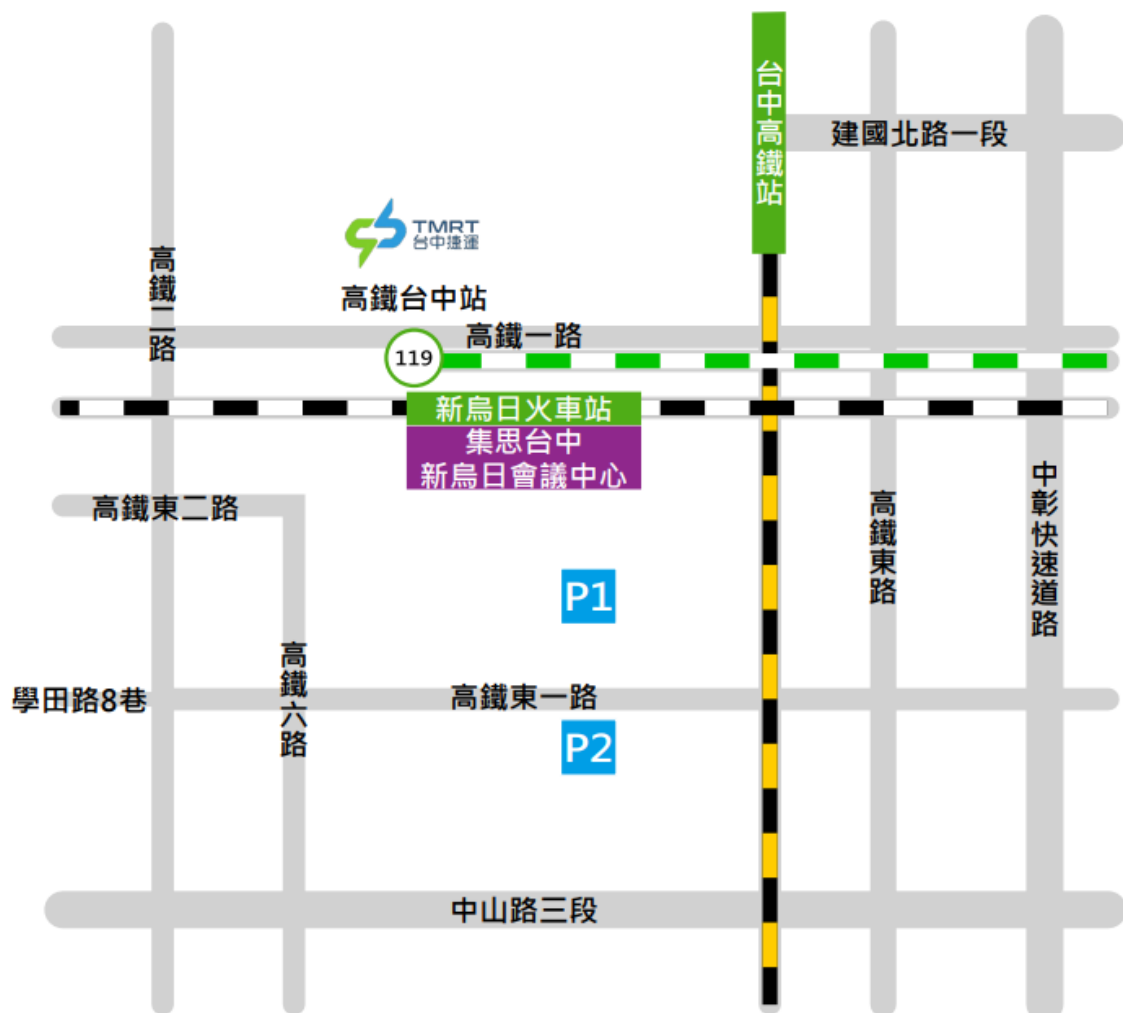 台中高鐵站
建國北路一段
TMRT
台中捷運
高鐵二路
高鐵台中站
高鐵一路
119
新烏日火車站
集思台中
新烏日會議中心
高鐵東二路
高鐵東路
中彰快速道路
P1
高鐵六路
學田路8巷
高鐵東一路
P2
中山路三段